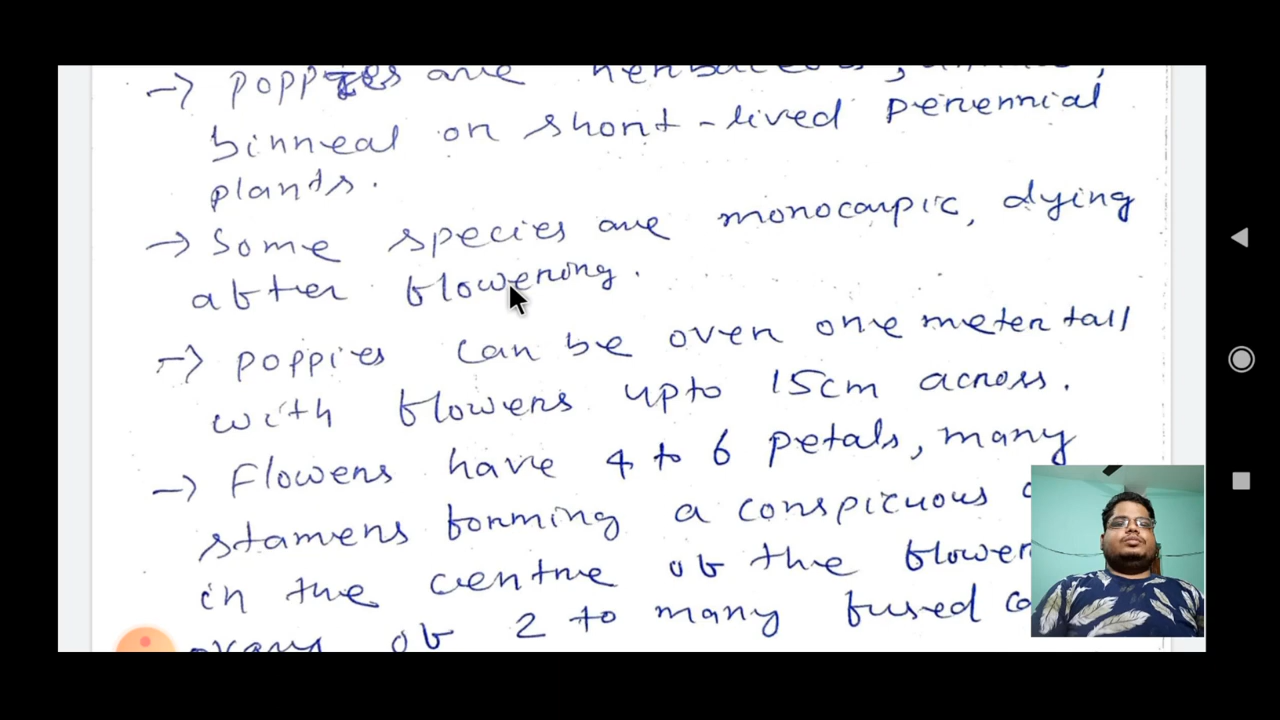 → poppies are herbaceous,
binneal or short-lived perennial
plants.
→ Some species are monocarpic, dying
after flowering.
→ poppies can be over one meter tall
with flowers upto 15cm across.
→ Flowers have 4 to 6 petals, many
stamens forming a conspicuous
in the centre of the flower
ovary of 2 to many fused